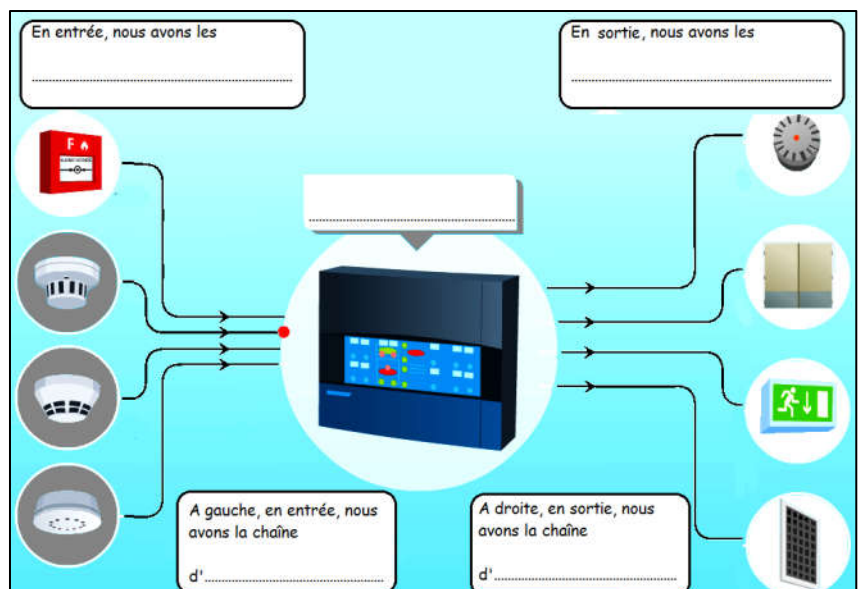 En entrée, nous avons les
................................................................
En sortie, nous avons les
................................................................
F
..................................................
A gauche, en entrée, nous
avons la chaîne
d'............................................
A droite, en sortie, nous
avons la chaîne
d'............................................